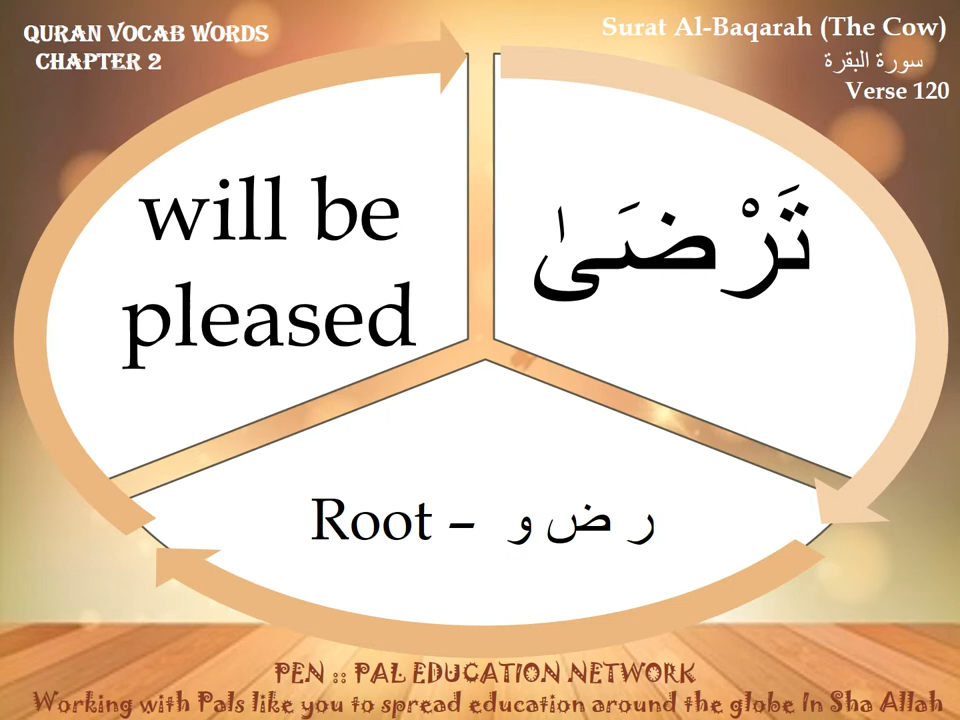 QURAN VOCAB WORDS
CHAPTER 2
Surat Al-Baqarah (The Cow)
سورة البقرة
Verse 120
will be
pleased
تَرْضَىٰ
Root – ر ض و
PEN :: PAL EDUCATION NETWORK
Working with Pals like you to spread education around the globe In Sha Allah